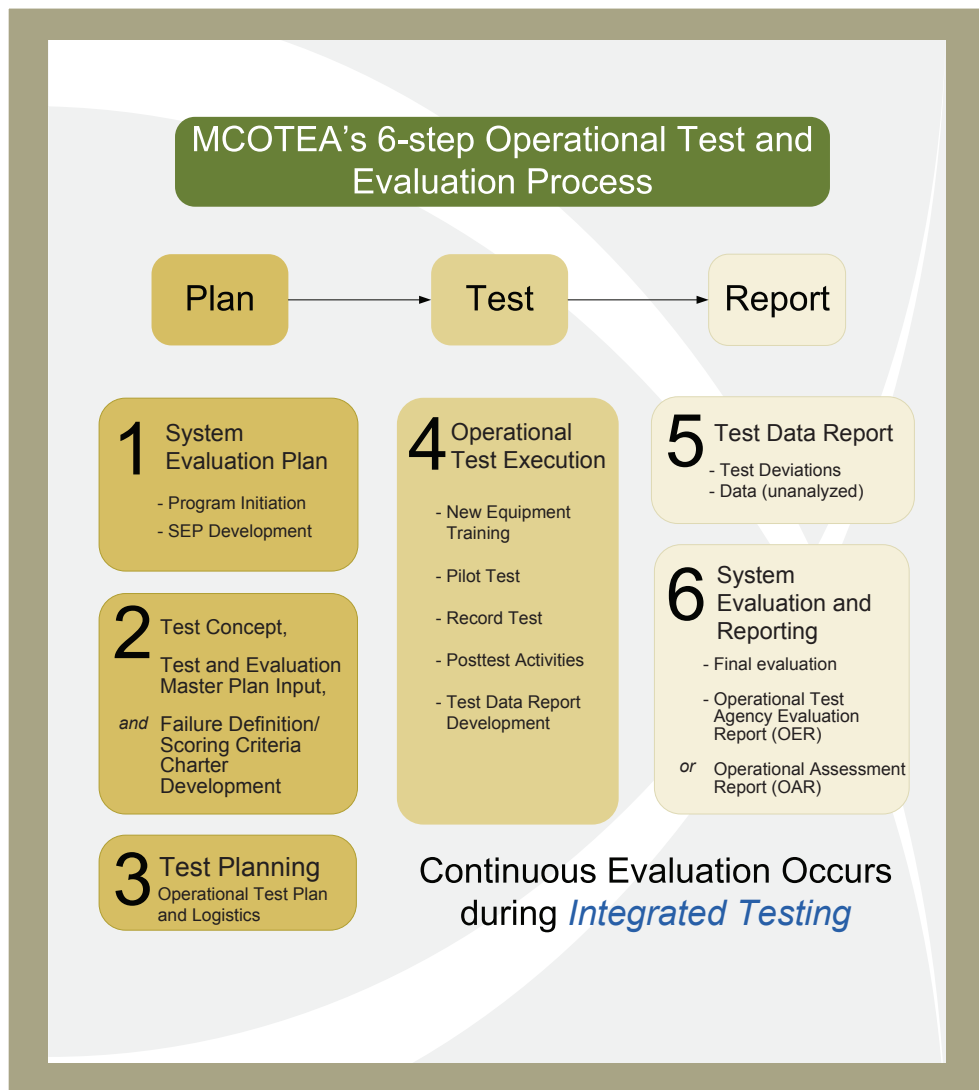 MCOTEA's 6-step Operational Test and
Evaluation Process
Plan
Test
Report
1 System
Evaluation Plan
- Program Initiation
- SEP Development
2 Test Concept,
Test and Evaluation
Master Plan Input,
and Failure Definition/
Scoring Criteria
Charter
Development
3 Test Planning
Operational Test Plan
and Logistics
4 Operational
Test Execution
- New Equipment
Training
- Pilot Test
- Record Test
- Posttest Activities
- Test Data Report
Development
5 Test Data Report
- Test Deviations
- Data (unanalyzed)
6 System
Evaluation and
Reporting
- Final evaluation
- Operational Test
Agency Evaluation
Report (OER)
or Operational Assessment
Report (OAR)
Continuous Evaluation Occurs
during Integrated Testing